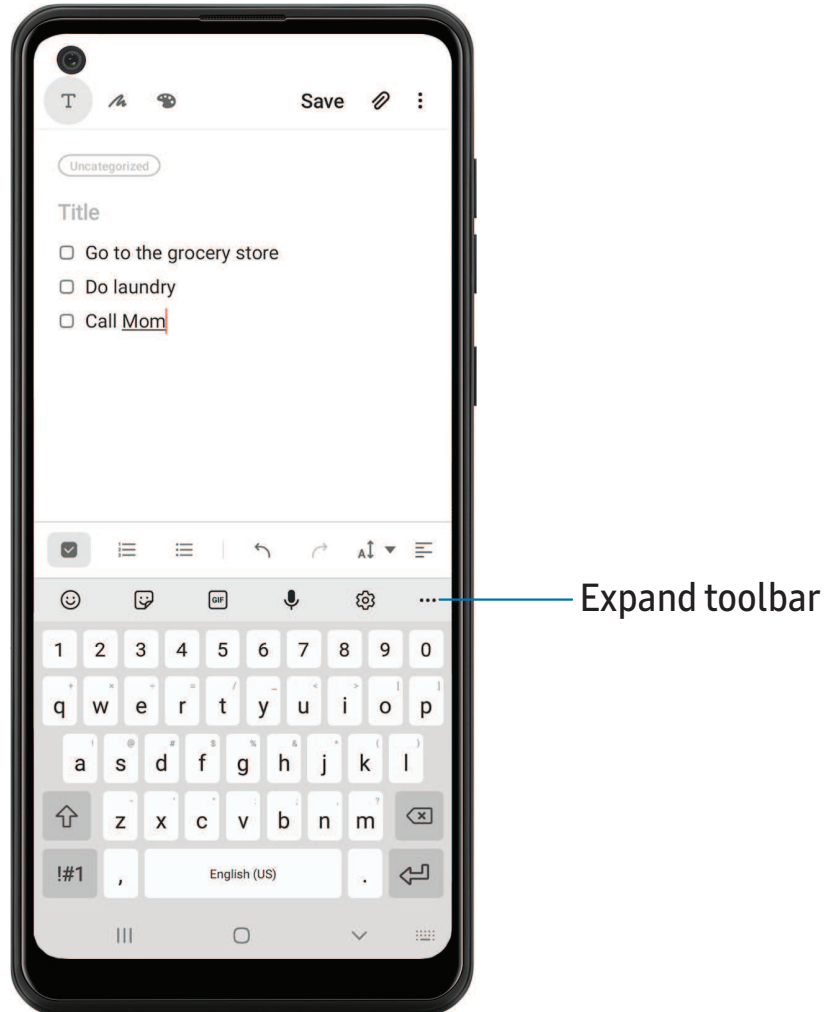 T Save
Uncategorized
Title
Go to the grocery store
Do laundry
Call Mom
A
GIF
Expand toolbar
1 2 3 4 5 6 7 8 9 0
q w e r t y u i o p
a s d f g h j k l
z x c v b n m
!#1 , English (US) .